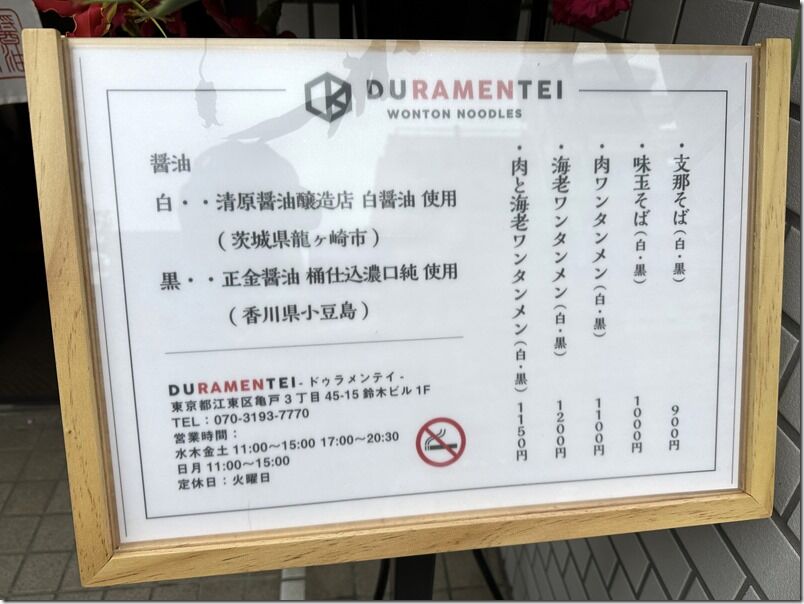 DURAMENTEI
WONTON NOODLES
醤油
白・・清原醤油醸造店 白醤油 使用
(茨城県龍ヶ崎市)
黒・・正金醤油 桶仕込濃口純 使用
(香川県小豆島)
・支那そば(白・黒) 900円
・味玉そば(白・黒) 1000円
・肉ワンタンメン(白・黒) 1100円
・海老ワンタンメン(白・黒) 1200円
・肉と海老ワンタンメン(白・黒) 1150円
DURAMENTEI -ドゥラメンテイ-
東京都江東区亀戸3丁目45-15 鈴木ビル1F
TEL：070-3193-7770
営業時間：
水木金土 11:00〜15:00 17:00〜20:30
日月 11:00〜15:00
定休日：火曜日